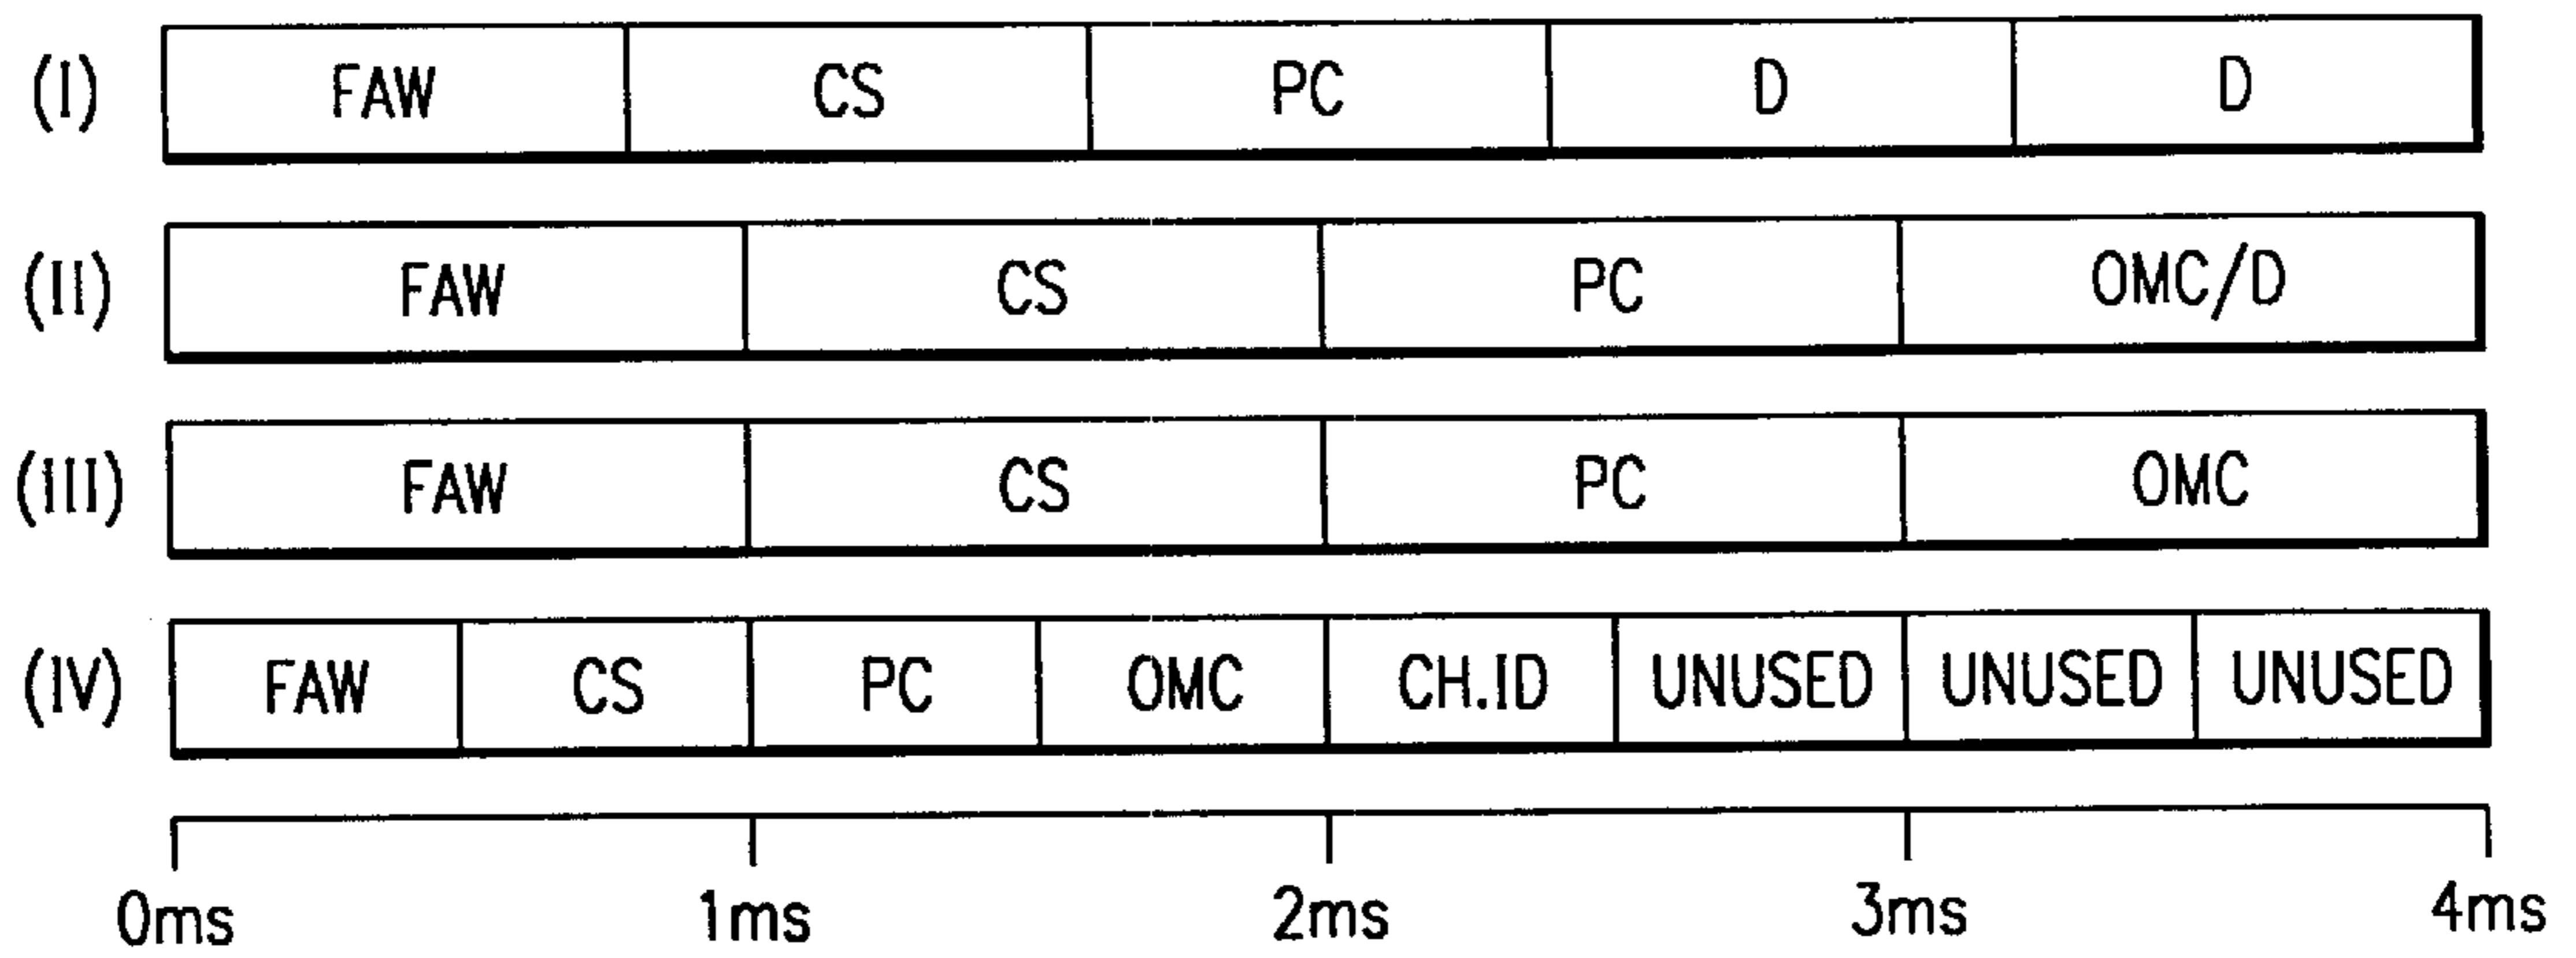 (I) FAW CS PC D D
(II) FAW CS PC OMC/D
(III) FAW CS PC OMC
(IV) FAW CS PC OMC CH.ID UNUSED UNUSED UNUSED
0ms 1ms 2ms 3ms 4ms